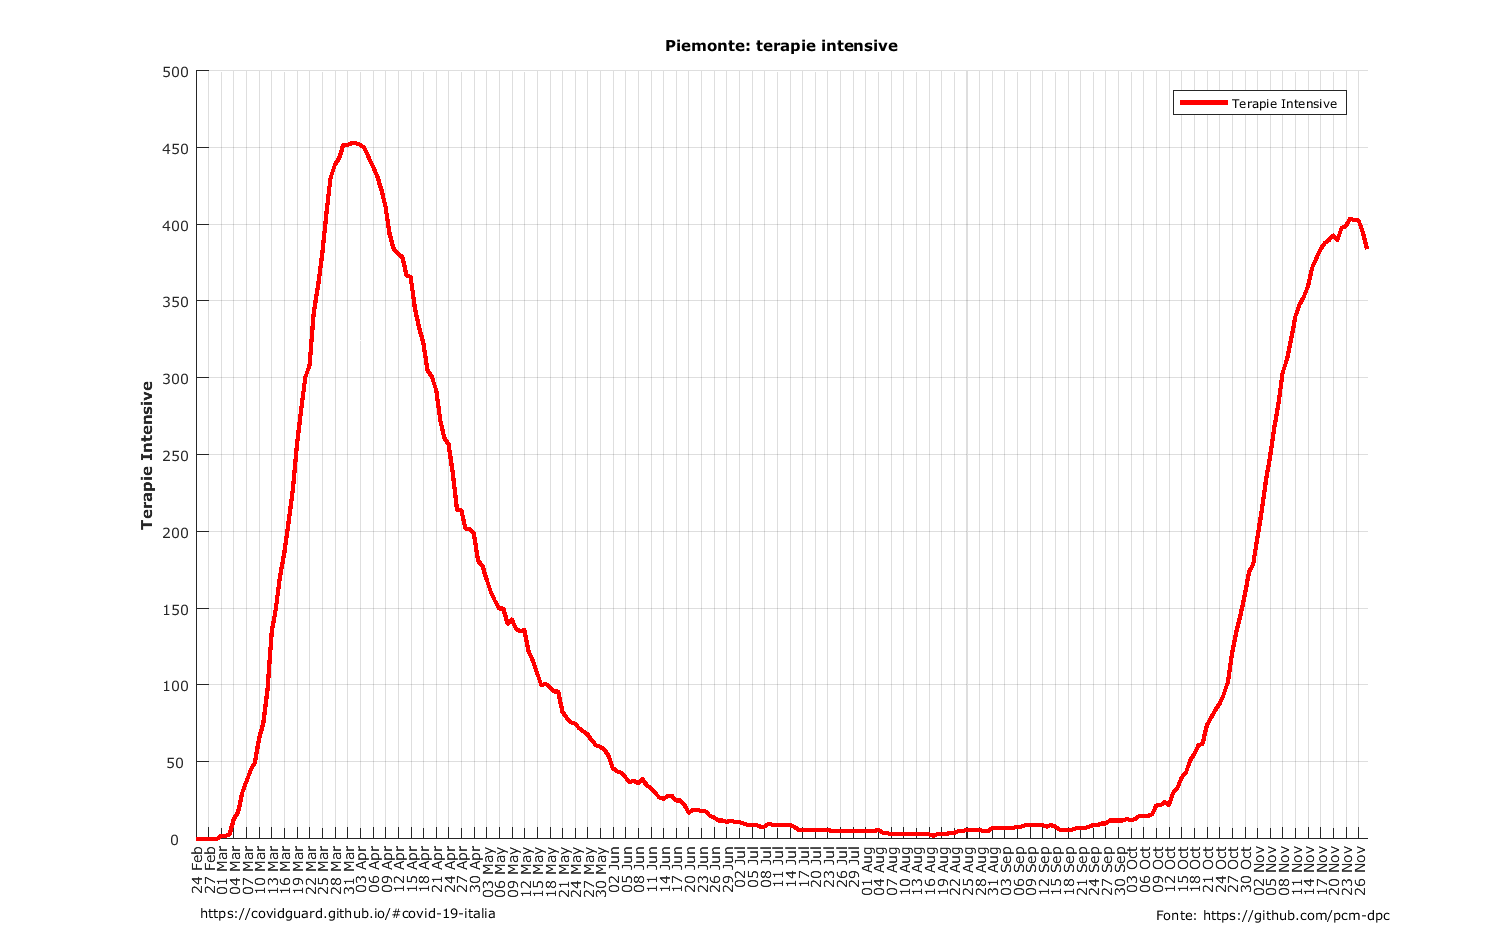 Piemonte: terapie intensive
Terapie Intensive
Terapie Intensive
500
450
400
350
300
250
200
150
100
50
0
24 Feb
27 Feb
01 Mar
04 Mar
07 Mar
10 Mar
13 Mar
16 Mar
19 Mar
22 Mar
25 Mar
28 Mar
31 Mar
03 Apr
06 Apr
09 Apr
12 Apr
15 Apr
18 Apr
21 Apr
24 Apr
27 Apr
30 Apr
03 May
06 May
09 May
12 May
15 May
18 May
21 May
24 May
27 May
30 May
02 Jun
05 Jun
08 Jun
11 Jun
14 Jun
17 Jun
20 Jun
23 Jun
26 Jun
29 Jun
02 Jul
05 Jul
08 Jul
11 Jul
14 Jul
17 Jul
20 Jul
23 Jul
26 Jul
29 Jul
01 Aug
04 Aug
07 Aug
10 Aug
13 Aug
16 Aug
19 Aug
22 Aug
25 Aug
28 Aug
31 Aug
03 Sep
06 Sep
09 Sep
12 Sep
15 Sep
18 Sep
21 Sep
24 Sep
27 Sep
30 Sep
03 Oct
06 Oct
09 Oct
12 Oct
15 Oct
18 Oct
21 Oct
24 Oct
27 Oct
30 Oct
02 Nov
05 Nov
08 Nov
11 Nov
14 Nov
17 Nov
20 Nov
23 Nov
26 Nov
https://covidguard.github.io/#covid-19-italia
Fonte: https://github.com/pcm-dpc